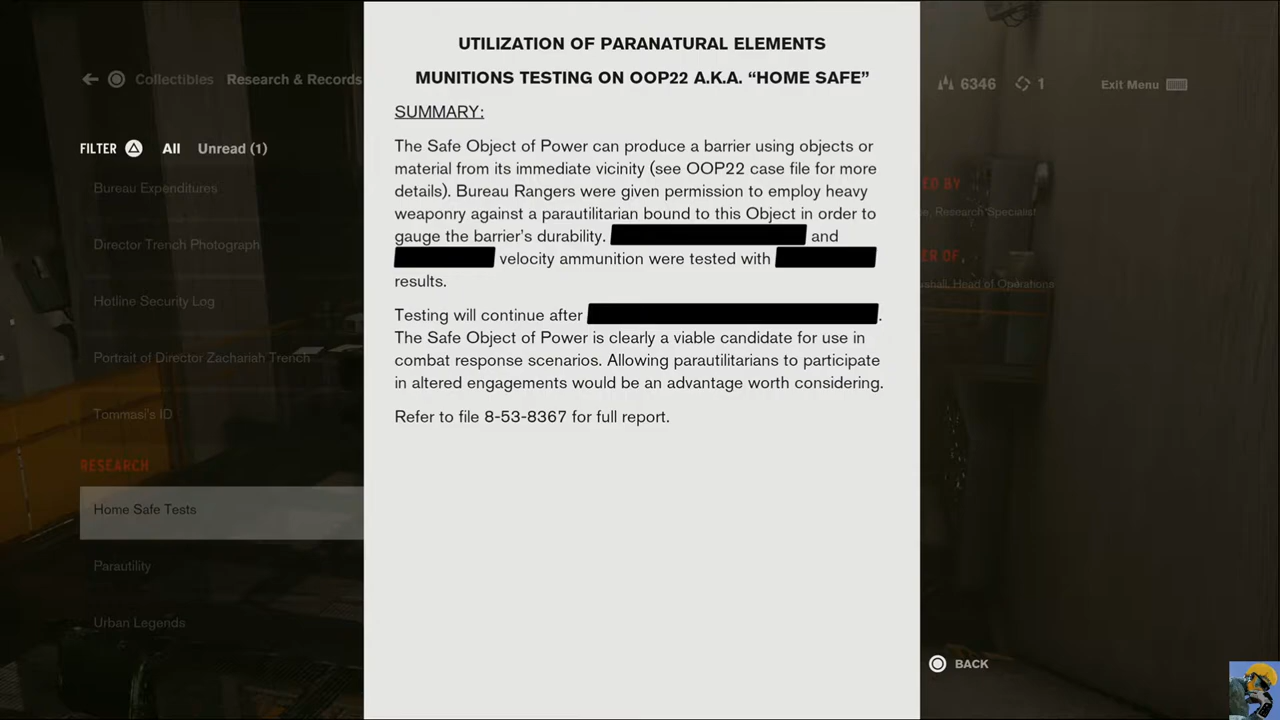 UTILIZATION OF PARANATURAL ELEMENTS
MUNITIONS TESTING ON OOP22 A.K.A. “HOME SAFE”
SUMMARY:
The Safe Object of Power can produce a barrier using objects or
material from its immediate vicinity (see OOP22 case file for more
details). Bureau Rangers were given permission to employ heavy
weaponry against a parautilitarian bound to this Object in order to
gauge the barrier’s durability. and
velocity ammunition were tested with
results.
Testing will continue after .
The Safe Object of Power is clearly a viable candidate for use in
combat response scenarios. Allowing parautilitarians to participate
in altered engagements would be an advantage worth considering.
Refer to file 8-53-8367 for full report.
Collectibles Research & Records
FILTER All Unread (1)
Bureau Expenditures
Director Trench Photograph
Hotline Security Log
Portrait of Director Zachariah Trench
Tommasi's ID
RESEARCH
Home Safe Tests
Parautility
Urban Legends
6346 1 Exit Menu
BY
Research Specialist
OF
Head of Operations
BACK